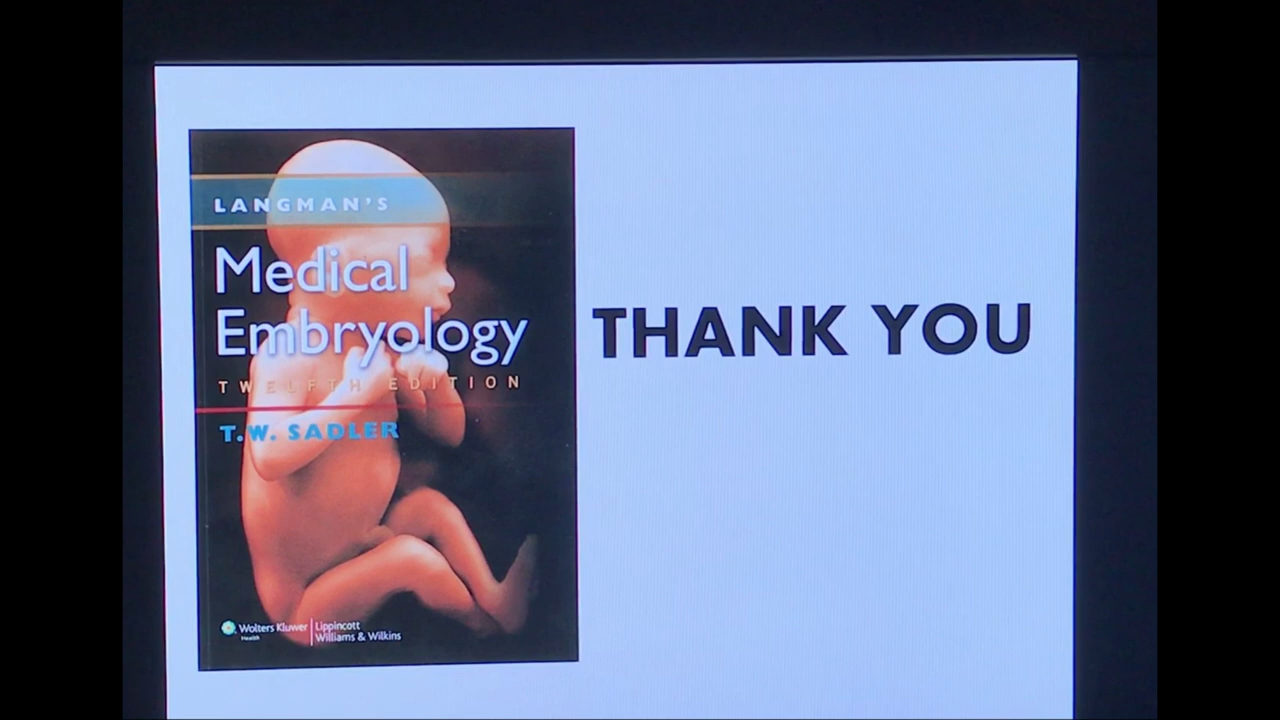 LANGMAN'S
Medical
Embryology
TWELFTH EDITION
T.W. SADLER
Wolters Kluwer
Health
Lippincott
Williams & Wilkins
THANK YOU